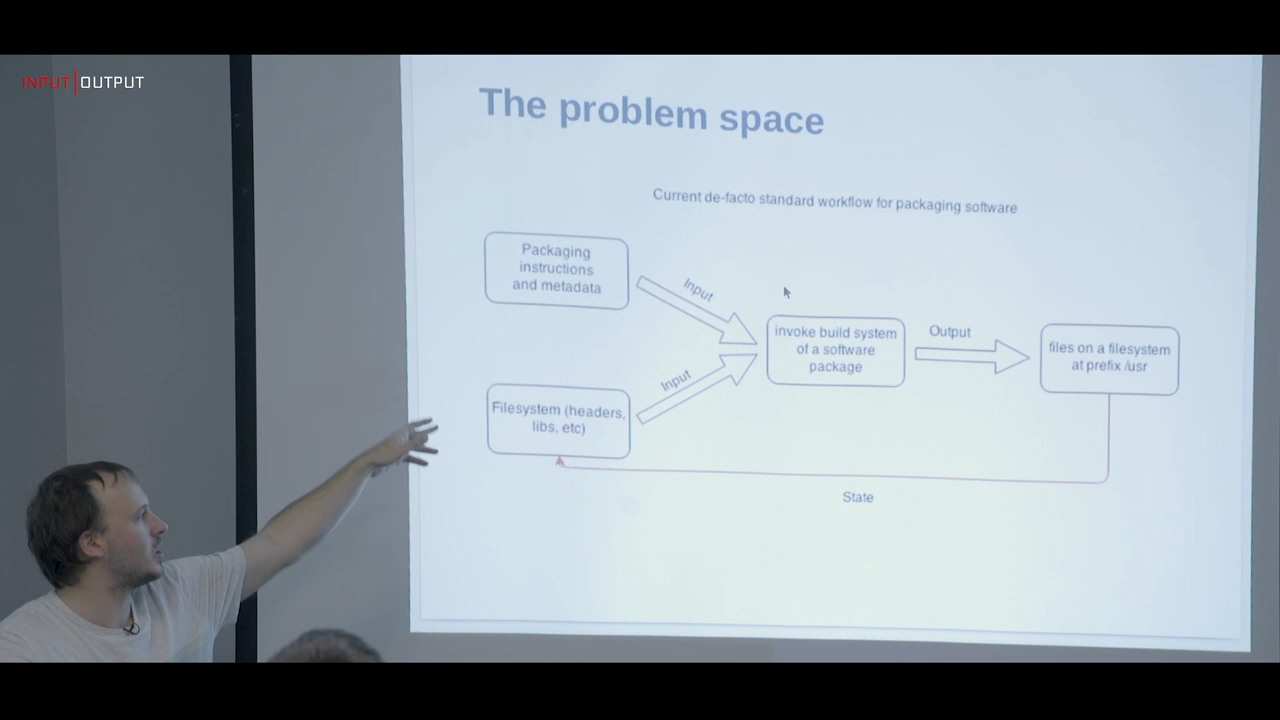 INPUT|OUTPUT
The problem space
Current de-facto standard workflow for packaging software
Packaging
instructions
and metadata
Input
Filesystem (headers,
libs, etc)
Input
invoke build system
of a software
package
Output
files on a filesystem
at prefix /usr
State